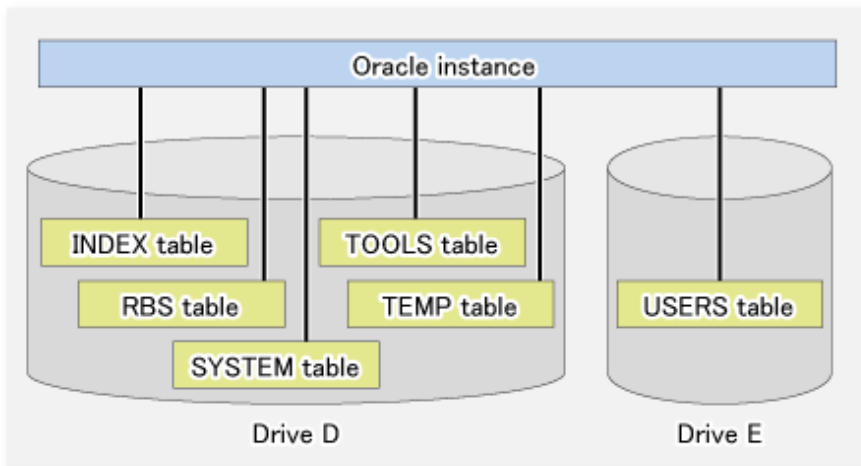 Oracle instance
INDEX table
TOOLS table
RBS table
TEMP table
USERS table
SYSTEM table
Drive D
Drive E